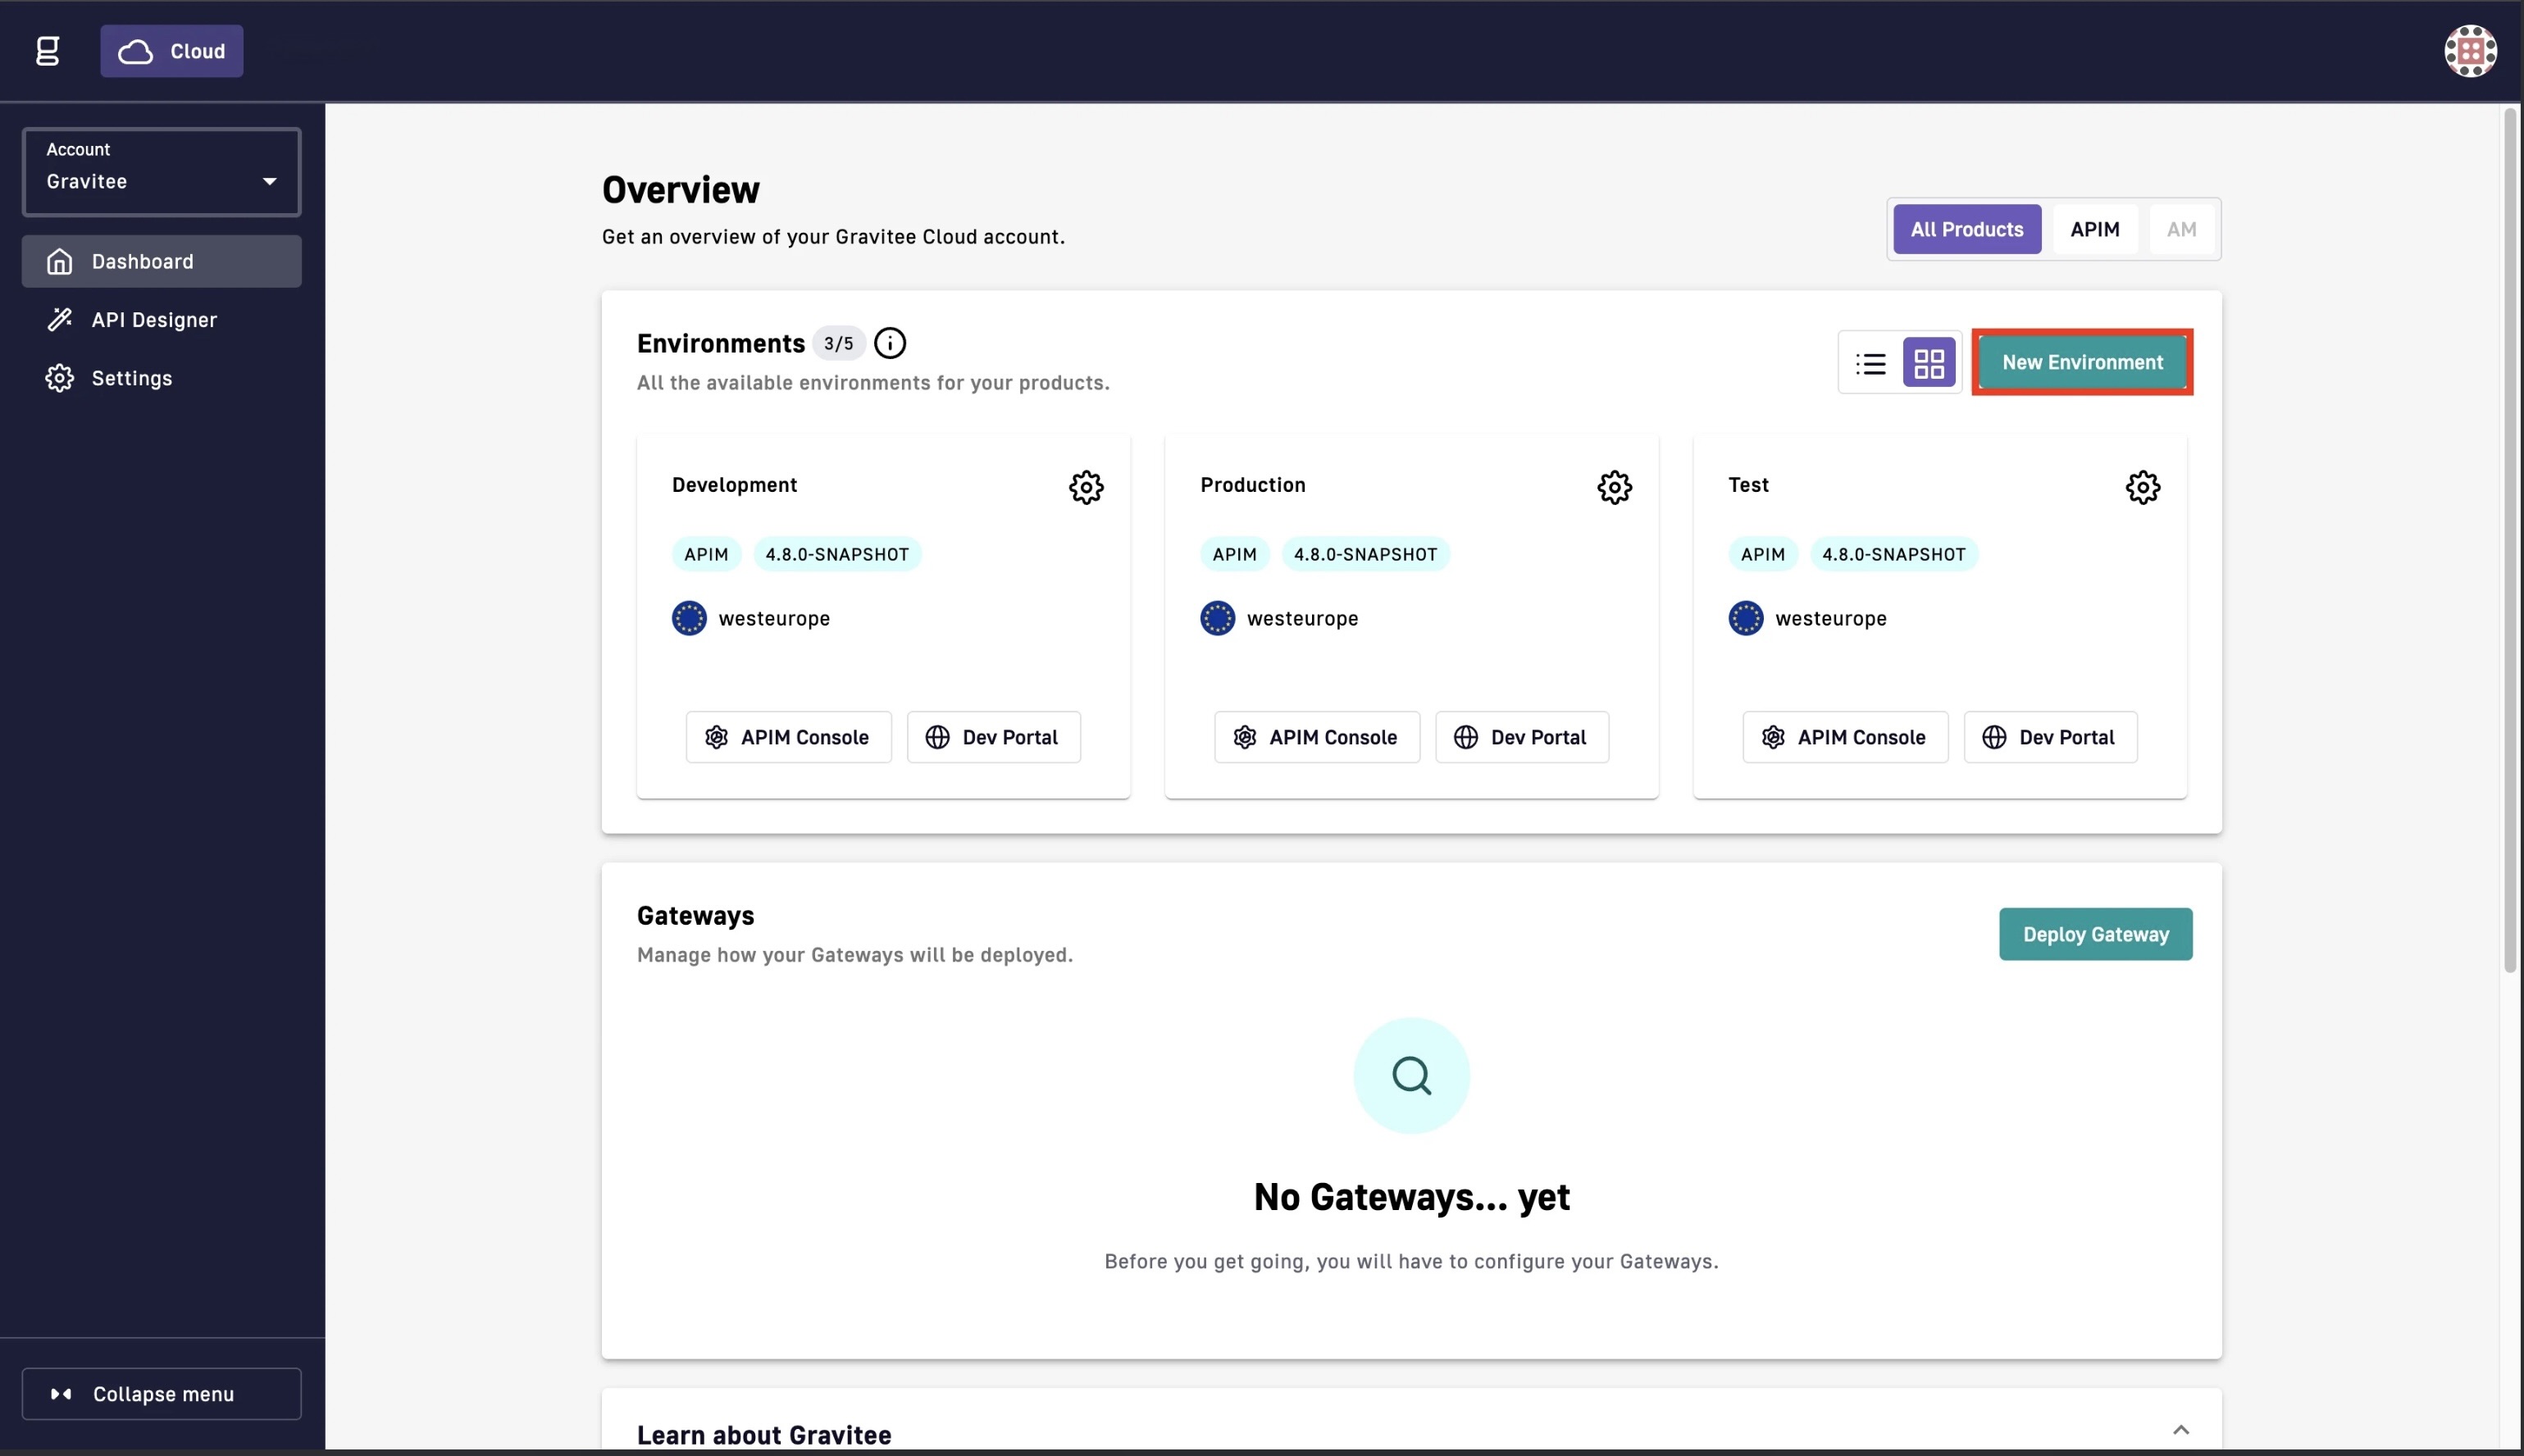 g
Cloud
Account
Gravitee
Dashboard
API Designer
Settings
Collapse menu
Overview
Get an overview of your Gravitee Cloud account.
All Products APIM AM
Environments 3/5
All the available environments for your products.
New Environment
Development
APIM 4.8.0-SNAPSHOT
westeurope
APIM Console Dev Portal
Production
APIM 4.8.0-SNAPSHOT
westeurope
APIM Console Dev Portal
Test
APIM 4.8.0-SNAPSHOT
westeurope
APIM Console Dev Portal
Gateways
Manage how your Gateways will be deployed.
Deploy Gateway
No Gateways... yet
Before you get going, you will have to configure your Gateways.
Learn about Gravitee